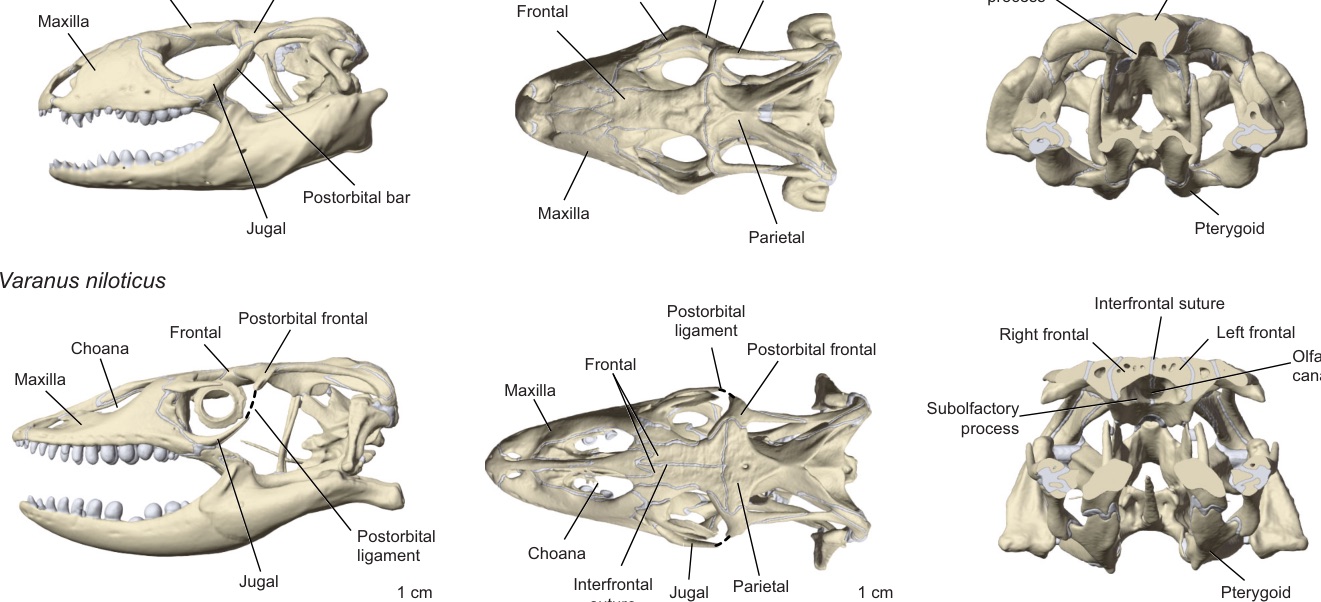 process
Maxilla
Frontal
Postorbital bar
Jugal
Maxilla
Parietal
Pterygoid
Varanus niloticus
Postorbital frontal
Frontal
Choana
Maxilla
Postorbital
ligament
Jugal
1 cm
Postorbital
ligament
Postorbital frontal
Frontal
Maxilla
Choana
Interfrontal
suture
Jugal
Parietal
1 cm
Interfrontal suture
Right frontal
Left frontal
Subolfactory
process
Pterygoid